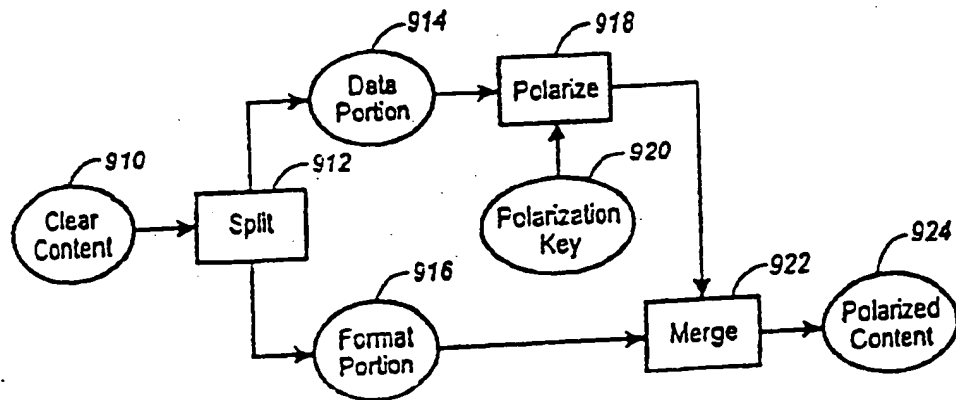 914
918
Data
Portion
Polarize
910
912
920
Clear
Content
Split
Polarization
Key
924
916
922
Format
Portion
Merge
Polarized
Content